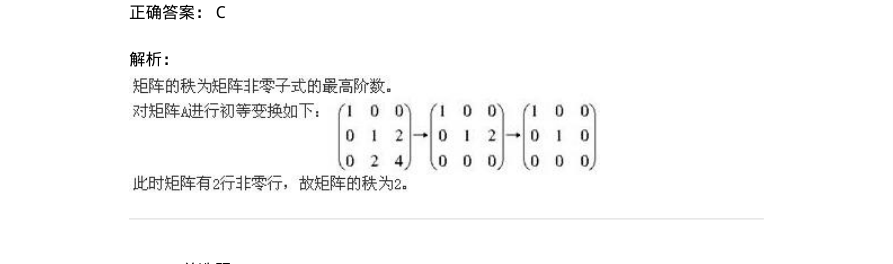 正确答案： C
解析：
矩阵的秩为矩阵非零子式的最高阶数。
对矩阵A进行初等变换如下： (1 0 0 (1 0 0 (1 0 0
0 1 2 → 0 1 2 → 0 1 0
0 2 4) 0 0 0) 0 0 0)
此时矩阵有2行非零行，故矩阵的秩为2。